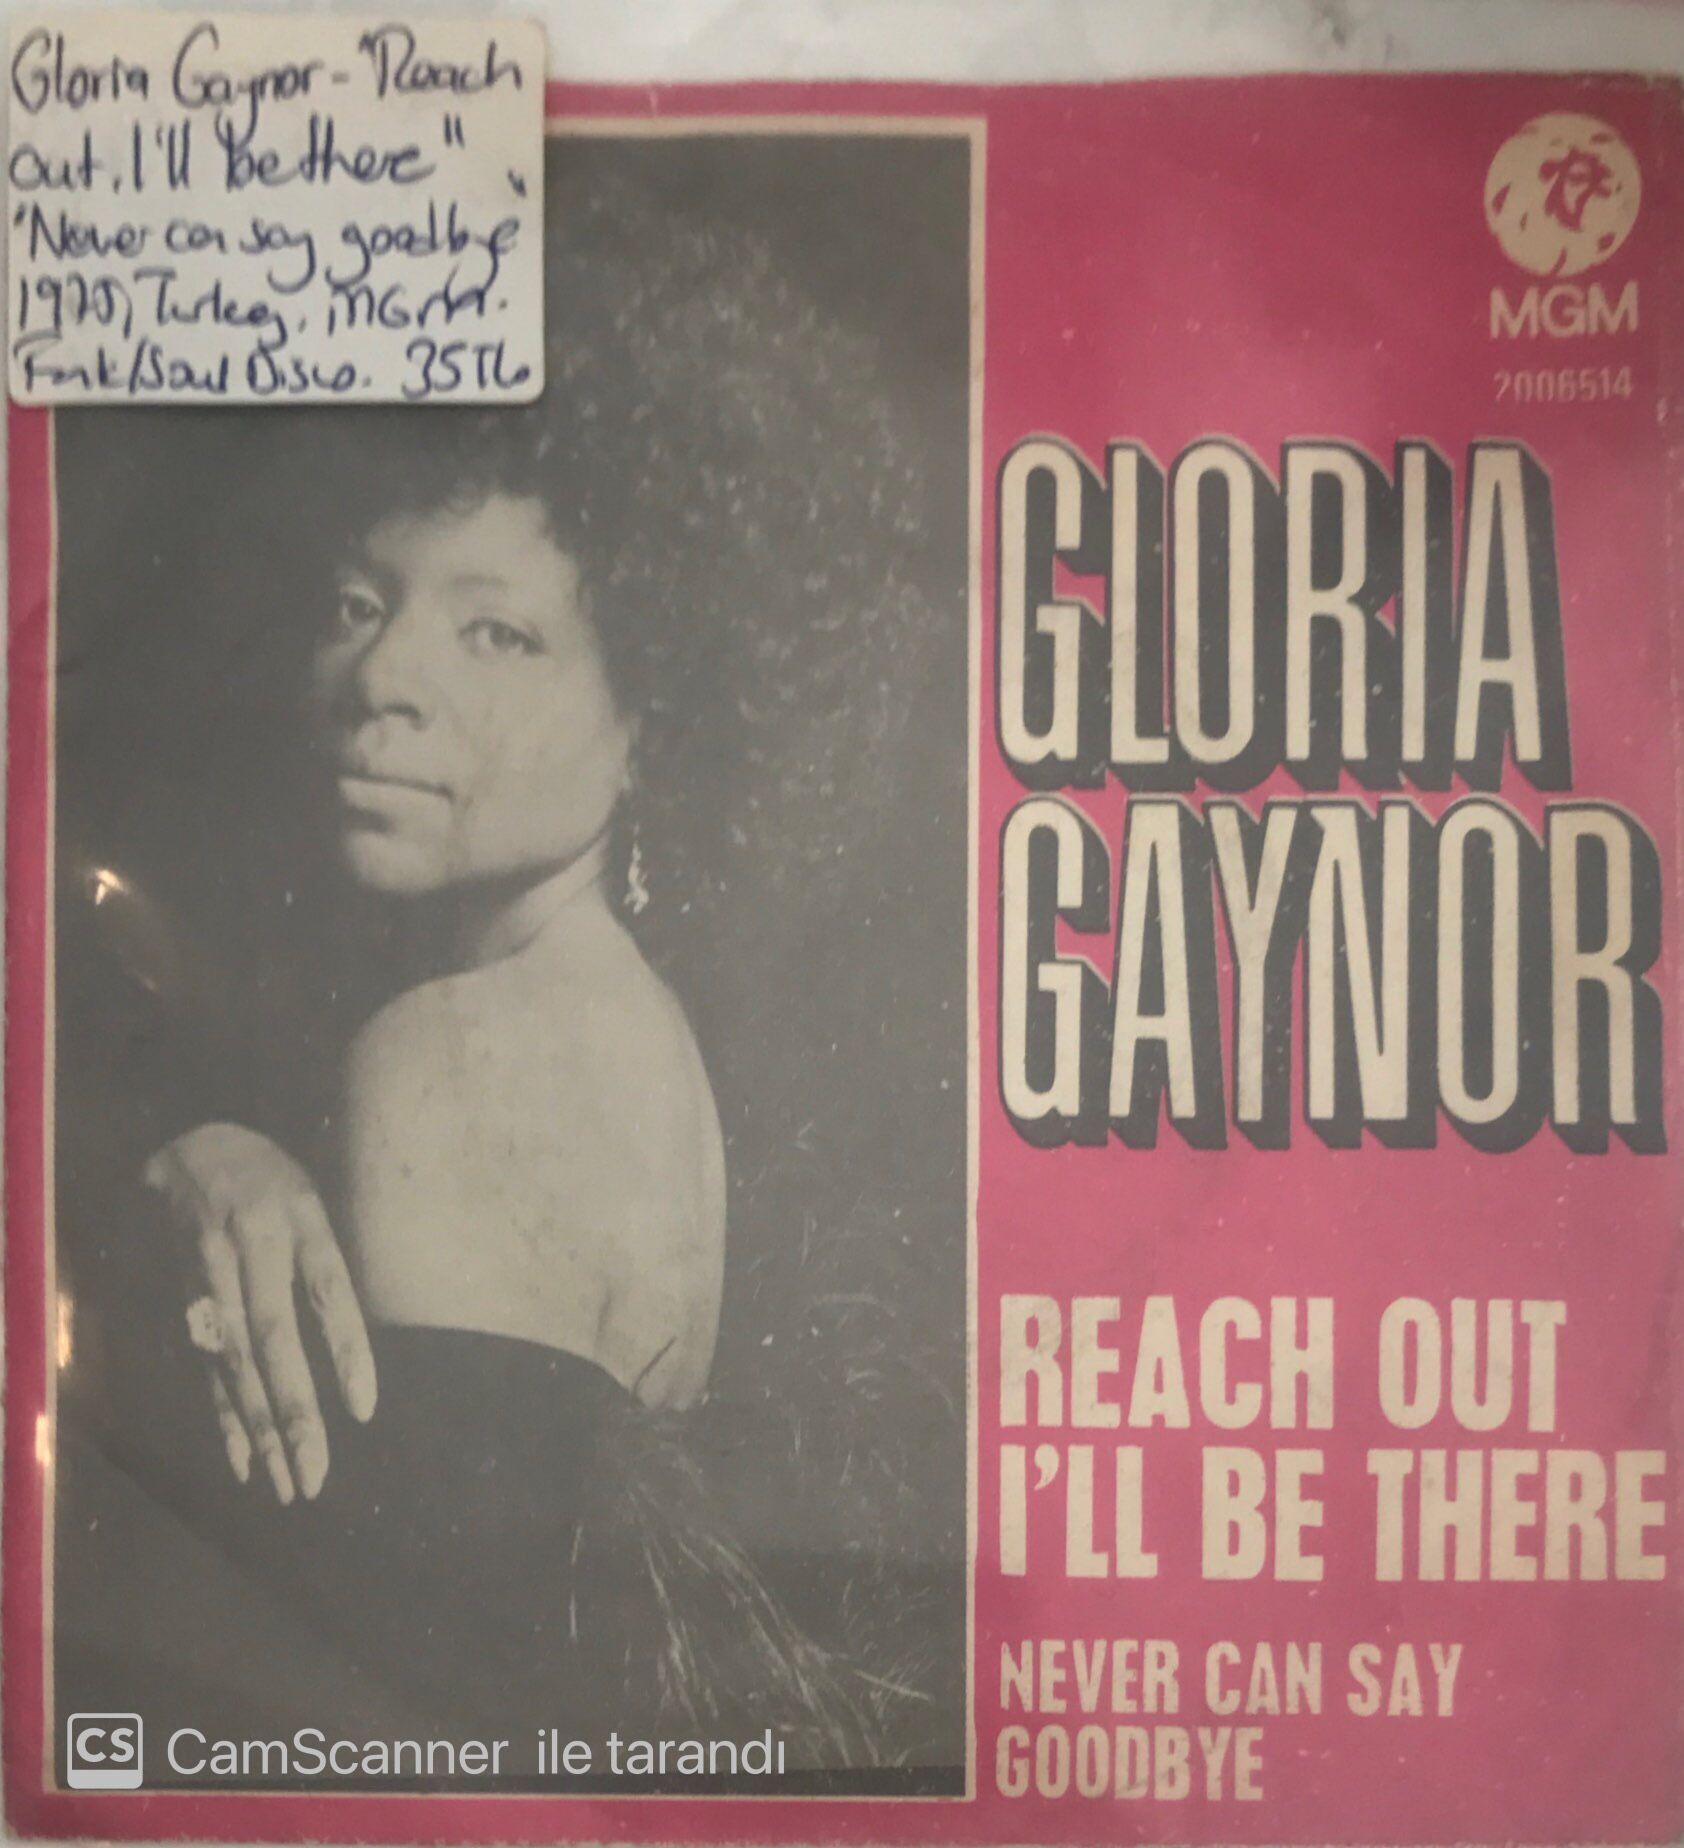 Gloria Gaynor - "Reach
out, I'll be there"
"Never can say goodbye"
1975, Turkey, MGM.
Funk/Soul Disco. 35TL
MGM
2006514
GLORIA
GAYNOR
REACH OUT
I'LL BE THERE
NEVER CAN SAY
GOODBYE
CS CamScanner ile tarandı